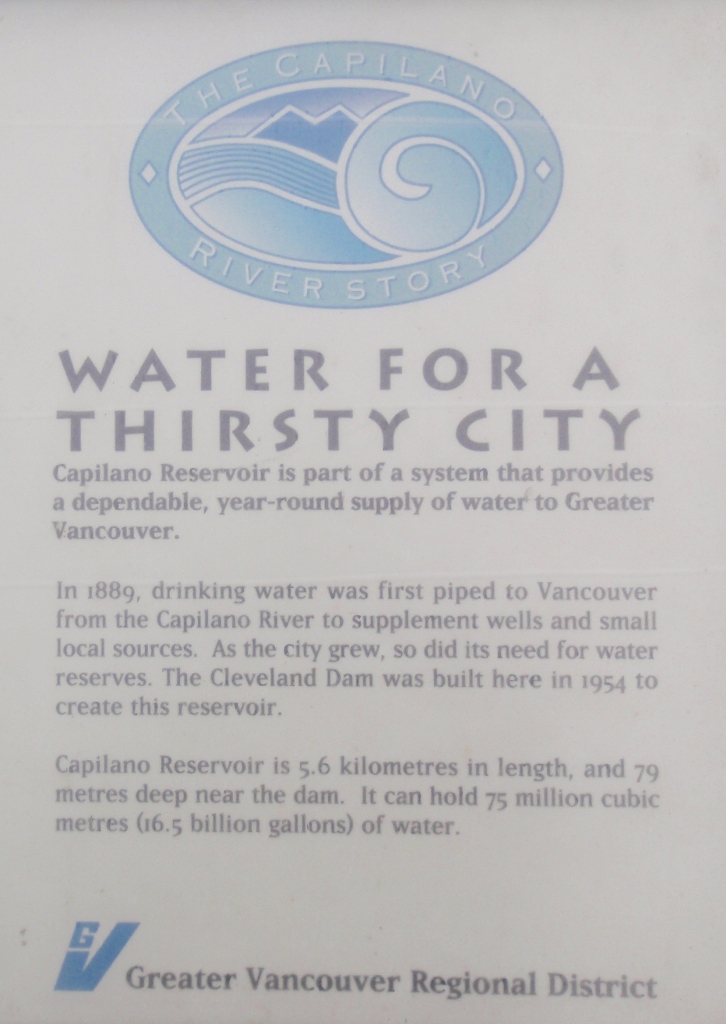 THE CAPILANO
RIVER STORY
WATER FOR A
THIRSTY CITY
Capilano Reservoir is part of a system that provides
a dependable, year-round supply of water to Greater
Vancouver.
In 1889, drinking water was first piped to Vancouver
from the Capilano River to supplement wells and small
local sources. As the city grew, so did its need for water
reserves. The Cleveland Dam was built here in 1954 to
create this reservoir.
Capilano Reservoir is 5.6 kilometres in length, and 79
metres deep near the dam. It can hold 75 million cubic
metres (16.5 billion gallons) of water.
GV
Greater Vancouver Regional District